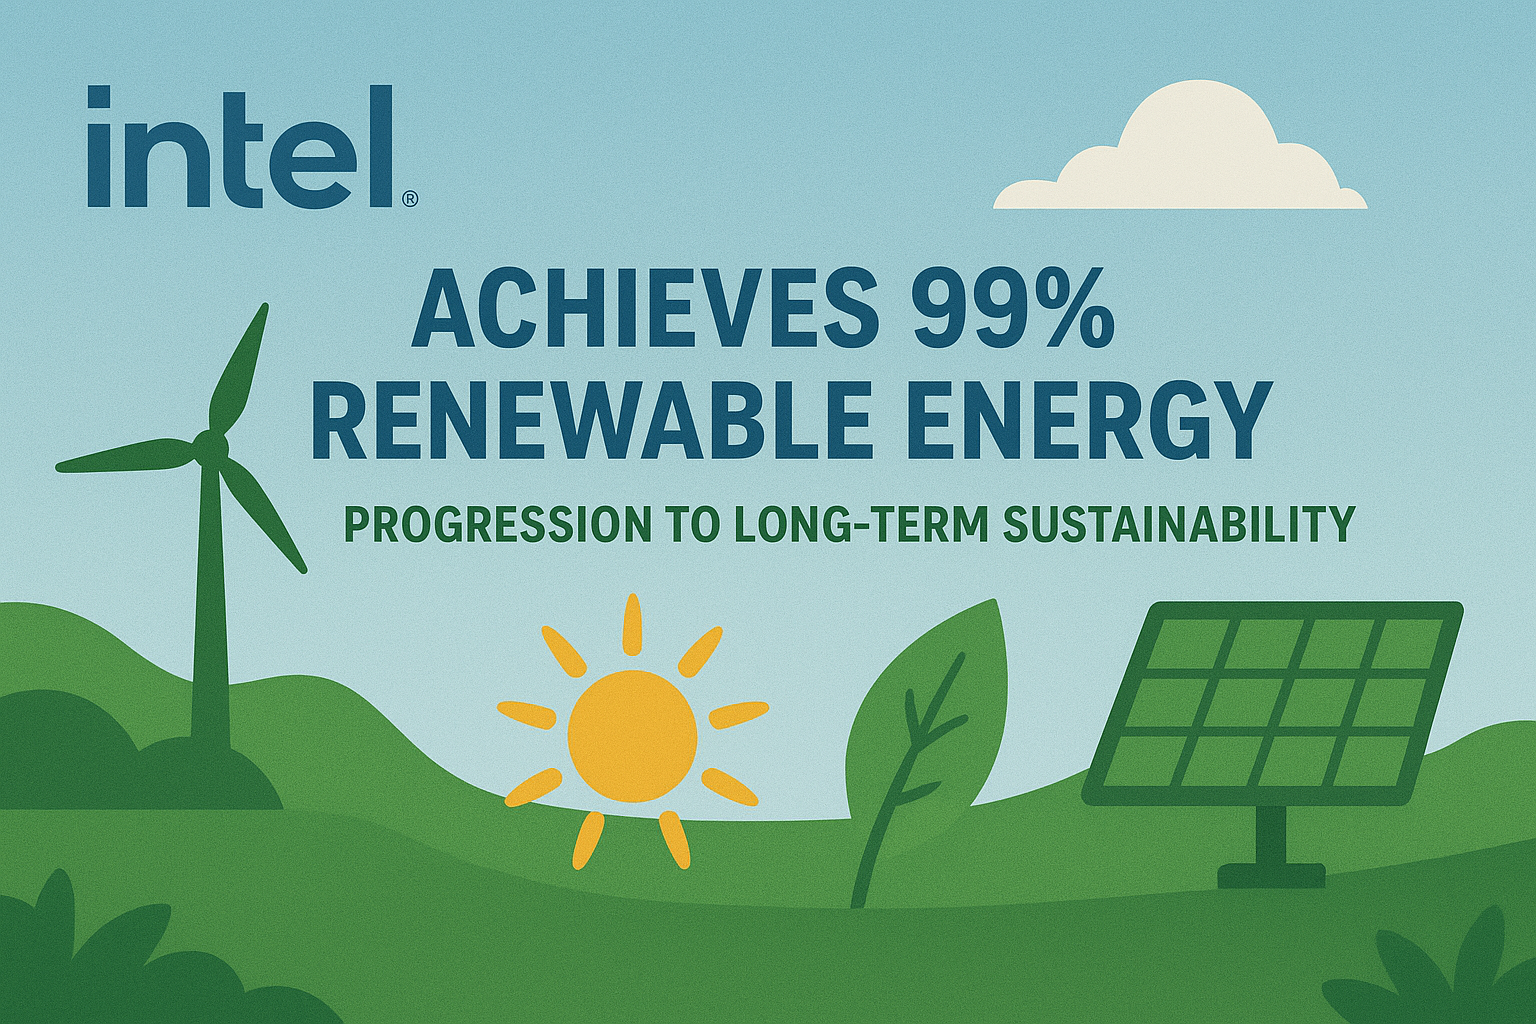 intel®
ACHIEVES 99%
RENEWABLE ENERGY
PROGRESSION TO LONG-TERM SUSTAINABILITY